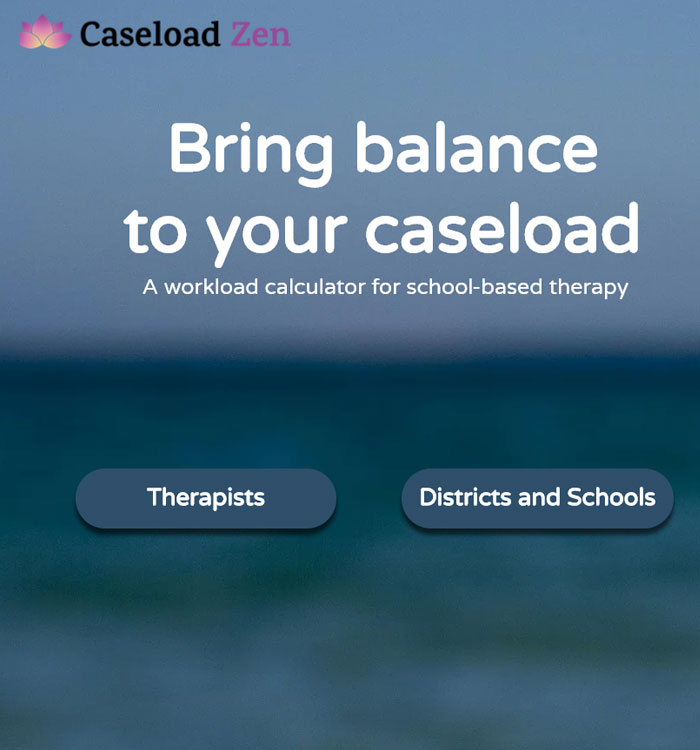 Caseload Zen
Bring balance
to your caseload
A workload calculator for school-based therapy
Therapists
Districts and Schools